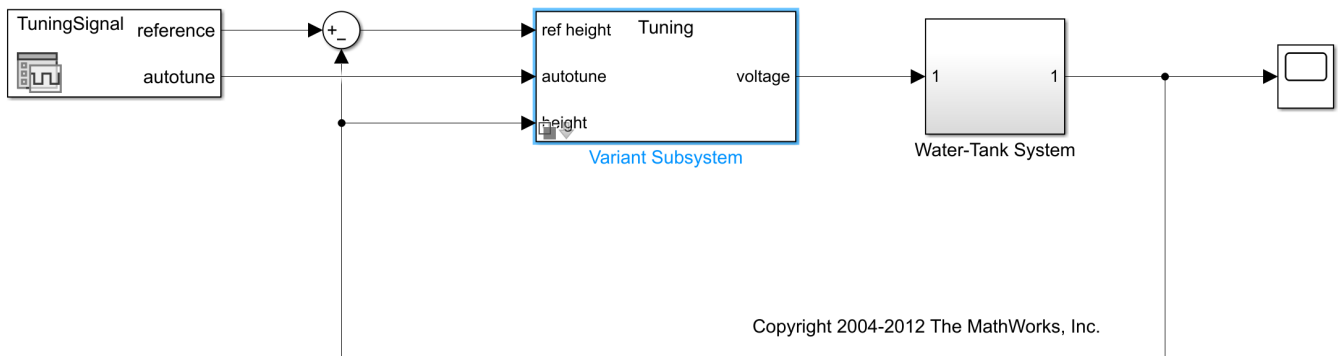 TuningSignal
reference
autotune
+
_
ref height
autotune
height
Tuning
voltage
Variant Subsystem
1
1
Water-Tank System
Copyright 2004-2012 The MathWorks, Inc.